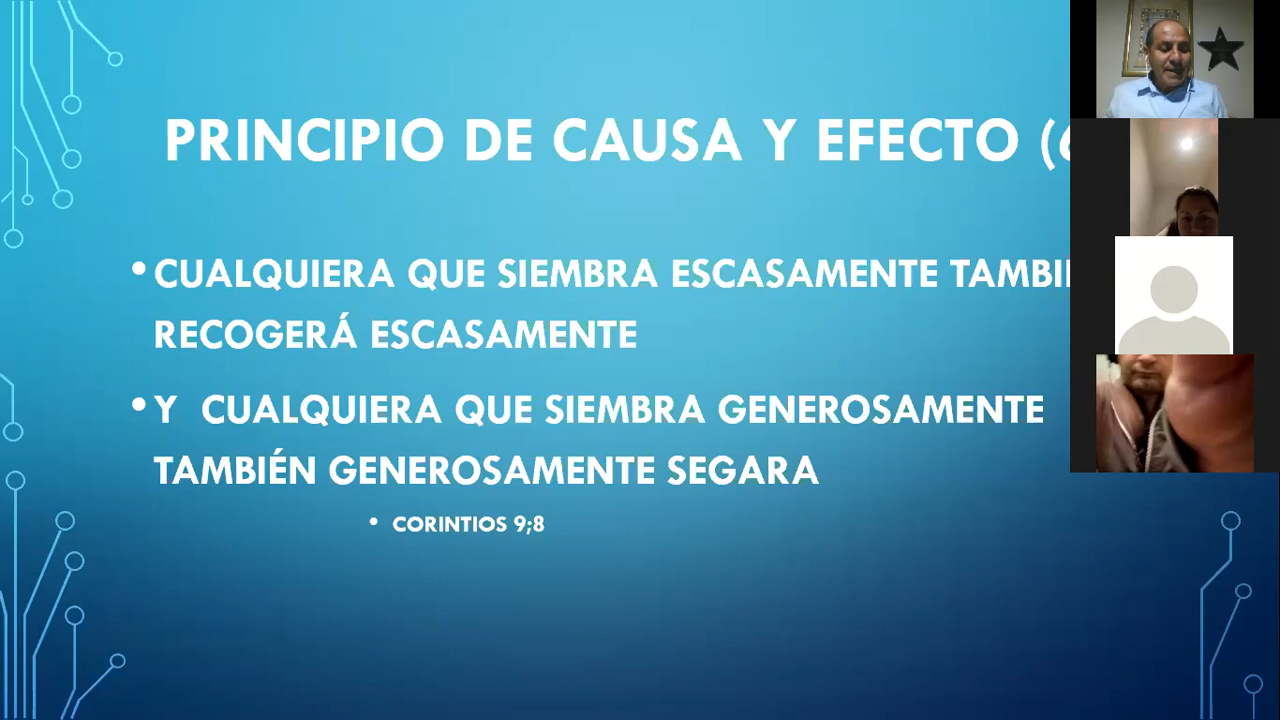 PRINCIPIO DE CAUSA Y EFECTO (
•CUALQUIERA QUE SIEMBRA ESCASAMENTE
RECOGERÁ ESCASAMENTE
•Y CUALQUIERA QUE SIEMBRA GENEROSAMENTE
TAMBIÉN GENEROSAMENTE SEGARA
• CORINTIOS 9;8